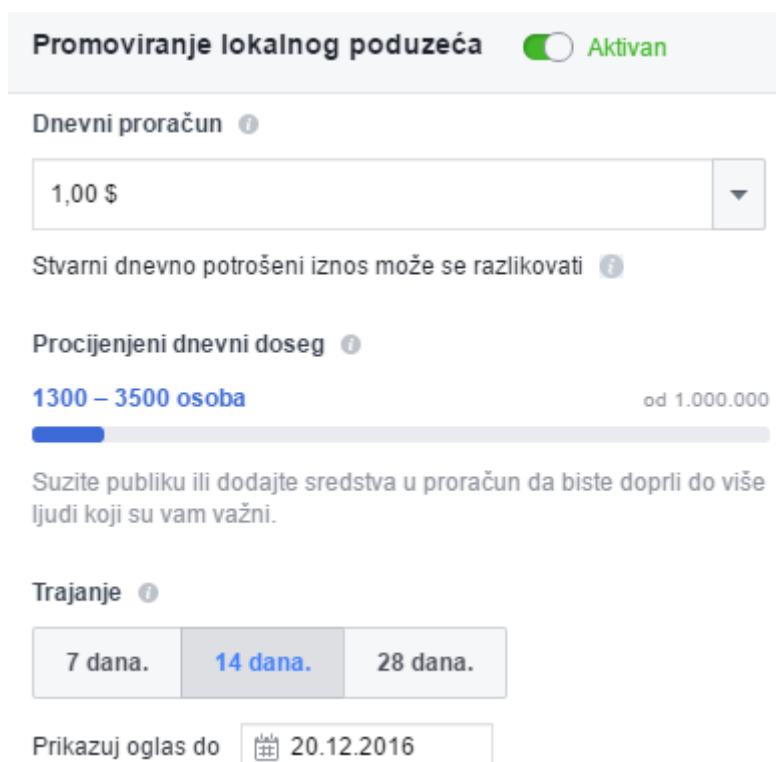 Promoviranje lokalnog poduzeća Aktivan
Dnevni proračun
1,00 $
Stvarni dnevno potrošeni iznos može se razlikovati
Procijenjeni dnevni doseg
1300 – 3500 osoba od 1.000.000
Suzite publiku ili dodajte sredstva u proračun da biste doprli do više
ljudi koji su vam važni.
Trajanje
7 dana. 14 dana. 28 dana.
Prikazuj oglas do 20.12.2016